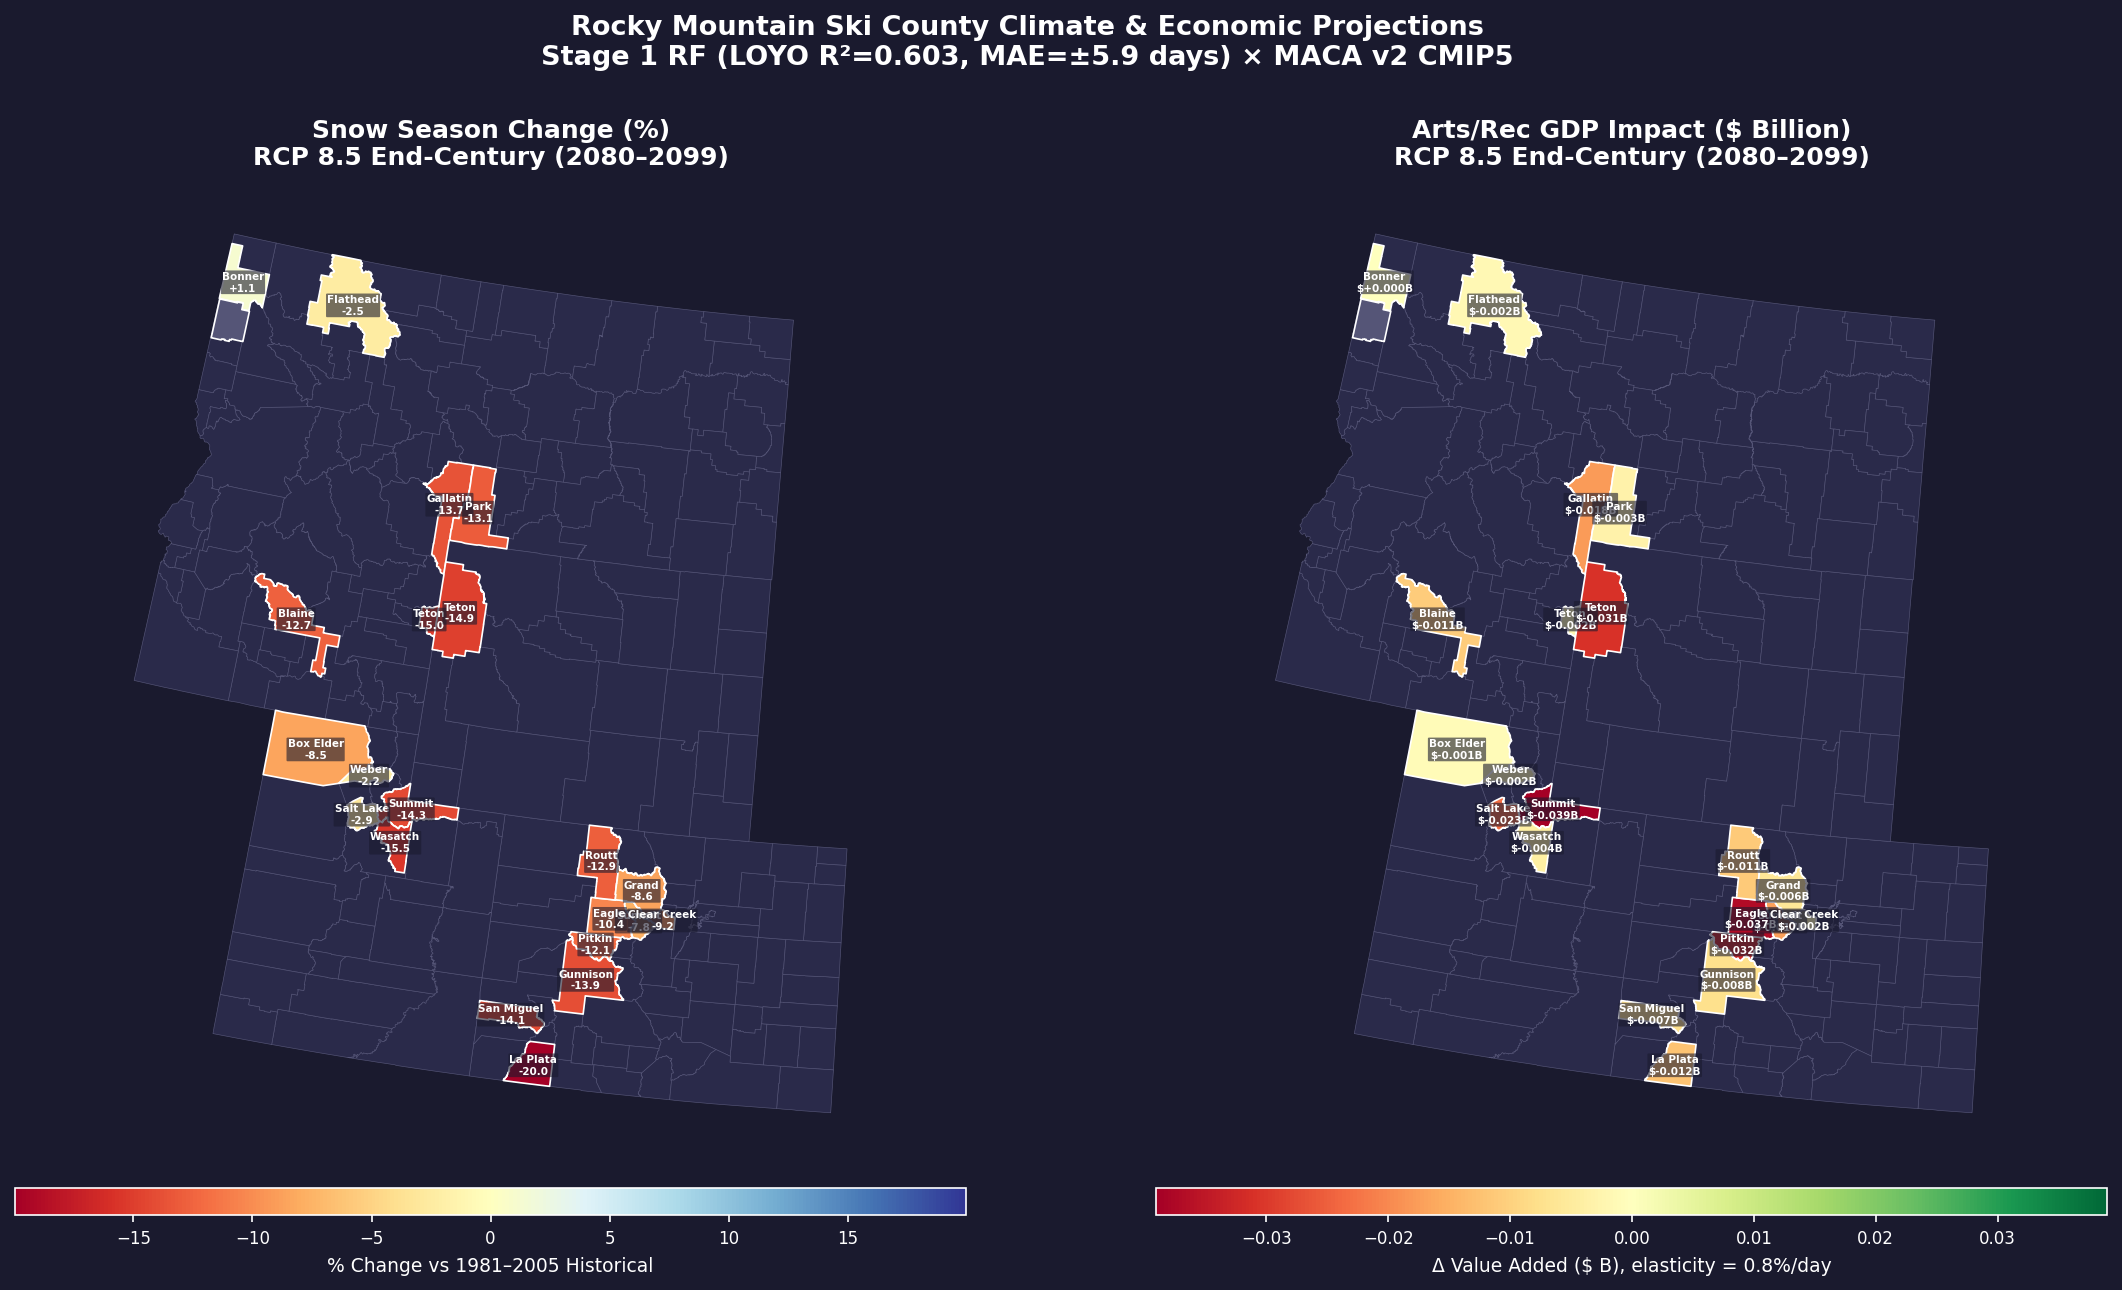 Rocky Mountain Ski County Climate & Economic Projections
Stage 1 RF (LOYO R²=0.603, MAE=±5.9 days) × MACA v2 CMIP5
Snow Season Change (%)
RCP 8.5 End-Century (2080–2099)
Bonner
+1.1
Flathead
-2.5
Gallatin
-13.7
Park
-13.1
Blaine
-12.7
Teton
-15.0
Teton
-14.9
Box Elder
-8.5
Weber
-2.2
Salt Lake
-2.9
Summit
-14.3
Wasatch
-15.5
Routt
-12.9
Grand
-8.6
Eagle
-10.4
-7.8
Clear Creek
-9.2
Pitkin
-12.1
Gunnison
-13.9
San Miguel
-14.1
La Plata
-20.0
−15 −10 −5 0 5 10 15
% Change vs 1981–2005 Historical
Arts/Rec GDP Impact ($ Billion)
RCP 8.5 End-Century (2080–2099)
Bonner
$+0.000B
Flathead
$-0.002B
Gallatin
Park
$-0.003B
Blaine
$-0.011B
Teton
$-0.002B
Teton
$-0.031B
Box Elder
$-0.001B
Weber
$-0.002B
Salt Lake
$-0.023B
Summit
$-0.039B
Wasatch
$-0.004B
Routt
$-0.011B
Grand
$-0.006B
Eagle
$-0.037B
Clear Creek
$-0.002B
Pitkin
$-0.032B
Gunnison
$-0.008B
San Miguel
$-0.007B
La Plata
$-0.012B
−0.03 −0.02 −0.01 0.00 0.01 0.02 0.03
Δ Value Added ($ B), elasticity = 0.8%/day